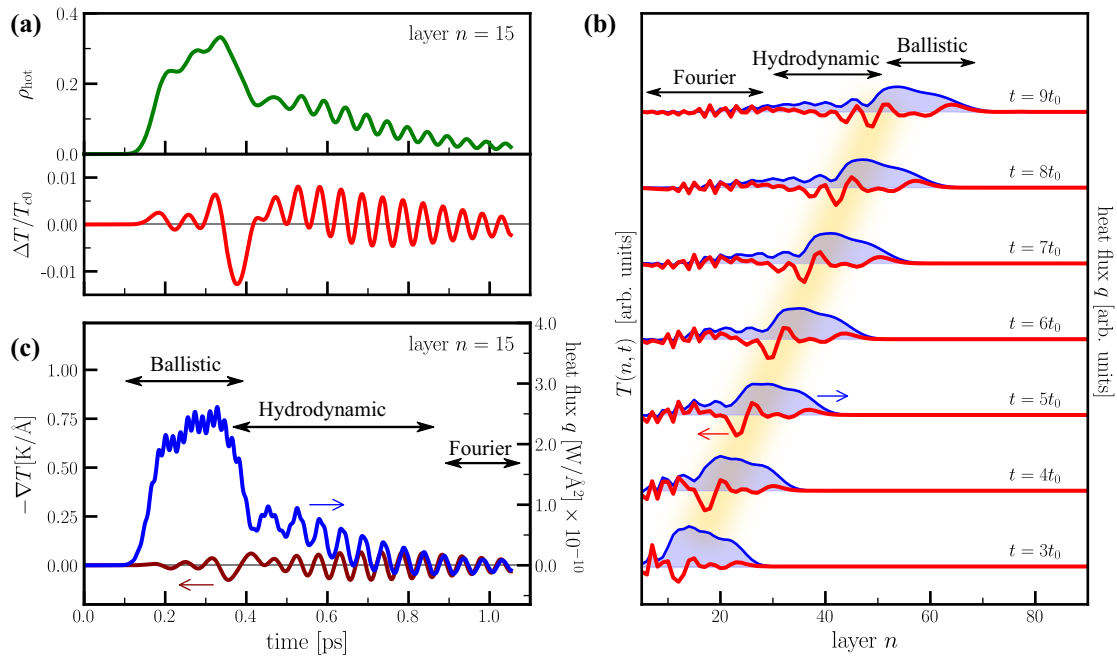 (a)
layer n = 15
ρhot
0.4
0.2
0.0
ΔT/Tcd
0.01
0.00
-0.01
(c)
layer n = 15
−∇T[K/Å]
1.00
0.75
0.50
0.25
0.00
Ballistic
Hydrodynamic
Fourier
4.0
3.0
2.0
1.0
0.0
heat flux q [W/Å²] × 10⁻¹⁰
0.0 0.2 0.4 0.6 0.8 1.0
time [ps]
(b)
Fourier
Hydrodynamic
Ballistic
t = 9t₀
t = 8t₀
t = 7t₀
t = 6t₀
t = 5t₀
t = 4t₀
t = 3t₀
T(n, t) [arb. units]
heat flux q [arb. units]
20 40 60 80
layer n